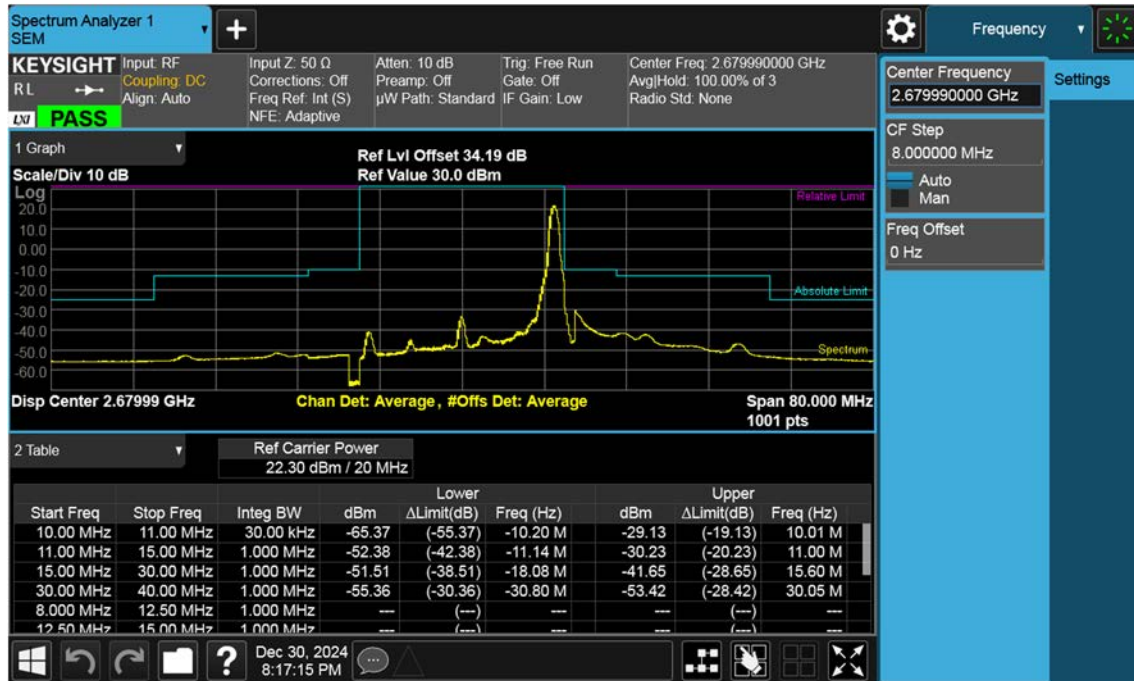 Spectrum Analyzer 1
SEM
+
Frequency
KEYSIGHT
R L
LXI PASS
Input: RF
Coupling: DC
Align: Auto
Input Z: 50 Ω
Corrections: Off
Freq Ref: Int (S)
NFE: Adaptive
Atten: 10 dB
Preamp: Off
µW Path: Standard
Trig: Free Run
Gate: Off
IF Gain: Low
Center Freq: 2.679990000 GHz
Avg|Hold: 100.00% of 3
Radio Std: None
Center Frequency
2.679990000 GHz
Settings
CF Step
8.000000 MHz
Auto
Man
Freq Offset
0 Hz
1 Graph
Ref Lvl Offset 34.19 dB
Scale/Div 10 dB
Ref Value 30.0 dBm
Log
Relative Limit
20.0
10.0
0.00
-10.0
-20.0
Absolute Limit
-30.0
-40.0
-50.0
Spectrum
-60.0
Disp Center 2.67999 GHz
Chan Det: Average, #Offs Det: Average
Span 80.000 MHz
1001 pts
2 Table
Ref Carrier Power
22.30 dBm / 20 MHz
Lower Upper
Start Freq Stop Freq Integ BW dBm ΔLimit(dB) Freq (Hz) dBm ΔLimit(dB) Freq (Hz)
10.00 MHz 11.00 MHz 30.00 kHz -65.37 (-55.37) -10.20 M -29.13 (-19.13) 10.01 M
11.00 MHz 15.00 MHz 1.000 MHz -52.38 (-42.38) -11.14 M -30.23 (-20.23) 11.00 M
15.00 MHz 30.00 MHz 1.000 MHz -51.51 (-38.51) -18.08 M -41.65 (-28.65) 15.60 M
30.00 MHz 40.00 MHz 1.000 MHz -55.36 (-30.36) -30.80 M -53.42 (-28.42) 30.05 M
8.000 MHz 12.50 MHz 1.000 MHz --- (---) --- --- (---) ---
12.50 MHz 15.00 MHz 1.000 MHz --- (---) --- --- (---) ---
?
Dec 30, 2024
8:17:15 PM